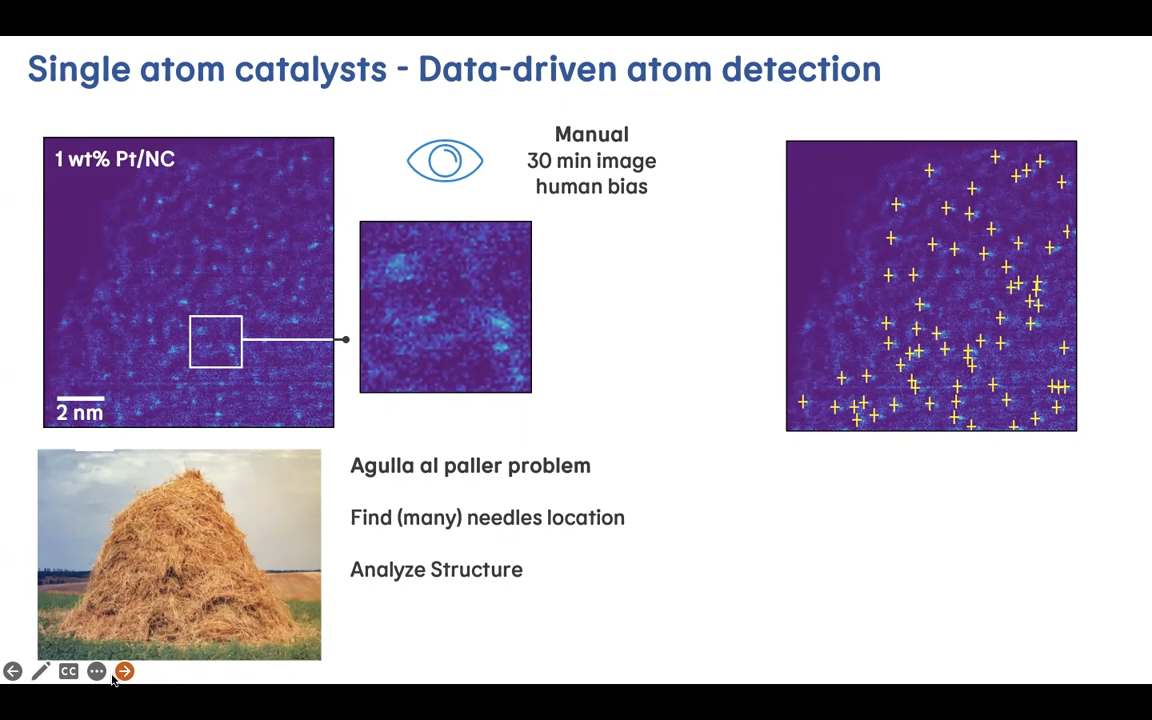 Single atom catalysts - Data-driven atom detection
1 wt% Pt/NC
2 nm
Manual
30 min image
human bias
Agulla al paller problem
Find (many) needles location
Analyze Structure
CC